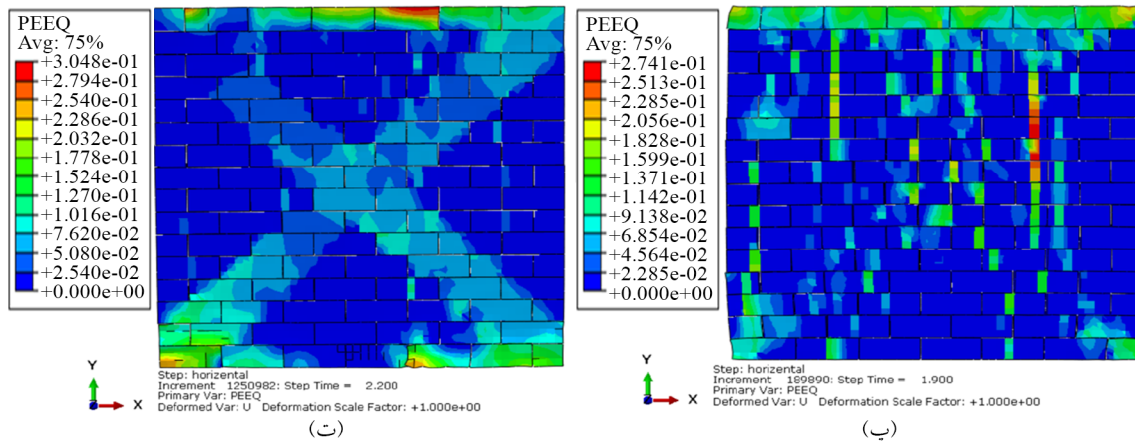 PEEQ
Avg: 75%
+3.048e-01
+2.794e-01
+2.540e-01
+2.286e-01
+2.032e-01
+1.778e-01
+1.524e-01
+1.270e-01
+1.016e-01
+7.620e-02
+5.080e-02
+2.540e-02
+0.000e+00
Y
X
Step: horizental
Increment 1250982: Step Time = 2.200
Primary Var: PEEQ
Deformed Var: U Deformation Scale Factor: +1.000e+00
(ت)
PEEQ
Avg: 75%
+2.741e-01
+2.513e-01
+2.285e-01
+2.056e-01
+1.828e-01
+1.599e-01
+1.371e-01
+1.142e-01
+9.138e-02
+6.854e-02
+4.564e-02
+2.285e-02
+0.000e+00
Y
X
Step: horizental
Increment 189890: Step Time = 1.900
Primary Var: PEEQ
Deformed Var: U Deformation Scale Factor: +1.000e+00
(پ)